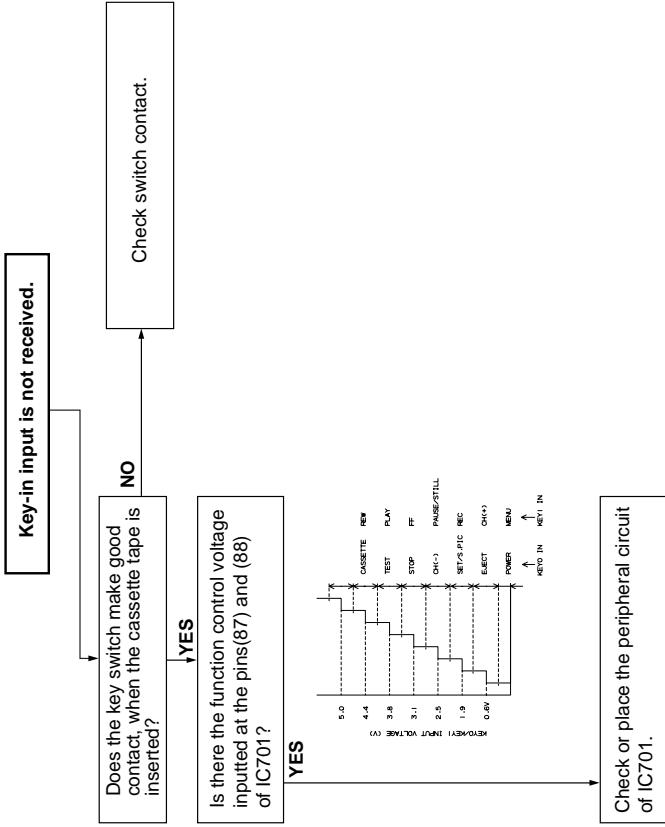 Key-in input is not received.
Does the key switch make good
contact, when the cassette tape is
inserted?
NO
Check switch contact.
YES
Is there the function control voltage
inputted at the pins(87) and (88)
of IC701?
YES
KEY0/KEY1 INPUT VOLTAGE (V)
5.0
4.4
3.8
3.1
2.5
1.9
0.6V
CASSETTE REW
TEST PLAY
STOP FF
CH(-) PAUSE/STILL
SET/S.PIC REC
EJECT CH(+)
POWER MENU
KEY0 IN KEY1 IN
Check or place the peripheral circuit
of IC701.